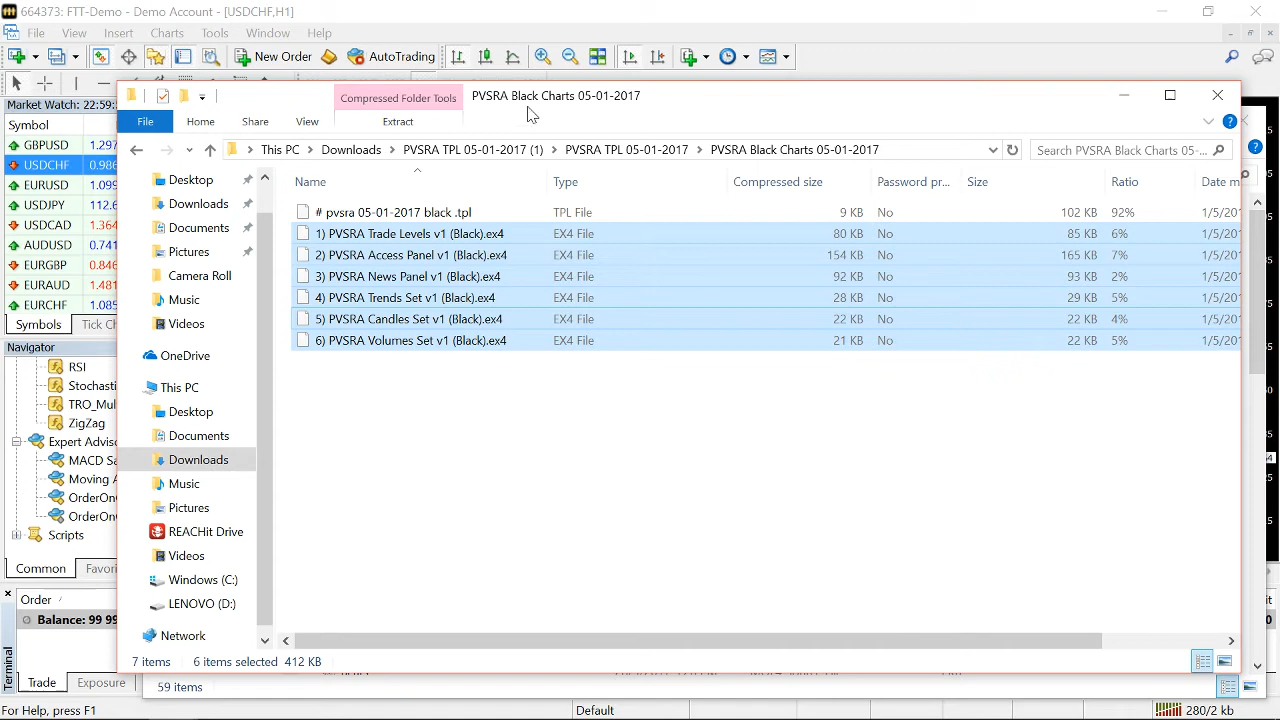 664373: FTT-Demo - Demo Account - [USDCHF,H1]
File View Insert Charts Tools Window Help
New Order AutoTrading
Market Watch: 22:59:
Symbol
GBPUSD 1.297
USDCHF 0.986
EURUSD 1.093
USDJPY 112.6
USDCAD 1.364
AUDUSD 0.741
EURGBP 0.846
EURAUD 1.481
EURCHF 1.085
Symbols Tick Ch
Navigator
RSI
Stochasti
TRO_Mul
ZigZag
Expert Adviso
MACD Sa
Moving A
OrderOn
OrderOn
Scripts
Common Favori
Order /
Balance: 99 95
Trade Exposure
Terminal
For Help, press F1
Default
280/2 kb
Compressed Folder Tools
PVSRA Black Charts 05-01-2017
File Home Share View Extract
This PC Downloads PVSRA TPL 05-01-2017 (1) PVSRA TPL 05-01-2017 PVSRA Black Charts 05-01-2017
Search PVSRA Black Charts 05-...
Desktop
Downloads
Documents
Pictures
Camera Roll
Music
Videos
OneDrive
This PC
Desktop
Documents
Downloads
Music
Pictures
REACHit Drive
Videos
Windows (C:)
LENOVO (D:)
Network
Name Type Compressed size Password pr... Size Ratio Date m
# pvsra 05-01-2017 black .tpl TPL File 9 KB No 102 KB 92% 1/5/201
1) PVSRA Trade Levels v1 (Black).ex4 EX4 File 80 KB No 85 KB 6% 1/5/201
2) PVSRA Access Panel v1 (Black).ex4 EX4 File 154 KB No 165 KB 7% 1/5/201
3) PVSRA News Panel v1 (Black).ex4 EX4 File 92 KB No 93 KB 2% 1/5/201
4) PVSRA Trends Set v1 (Black).ex4 EX4 File 28 KB No 29 KB 5% 1/5/201
5) PVSRA Candles Set v1 (Black).ex4 EX4 File 22 KB No 22 KB 4% 1/5/201
6) PVSRA Volumes Set v1 (Black).ex4 EX4 File 21 KB No 22 KB 5% 1/5/201
7 items 6 items selected 412 KB
59 items